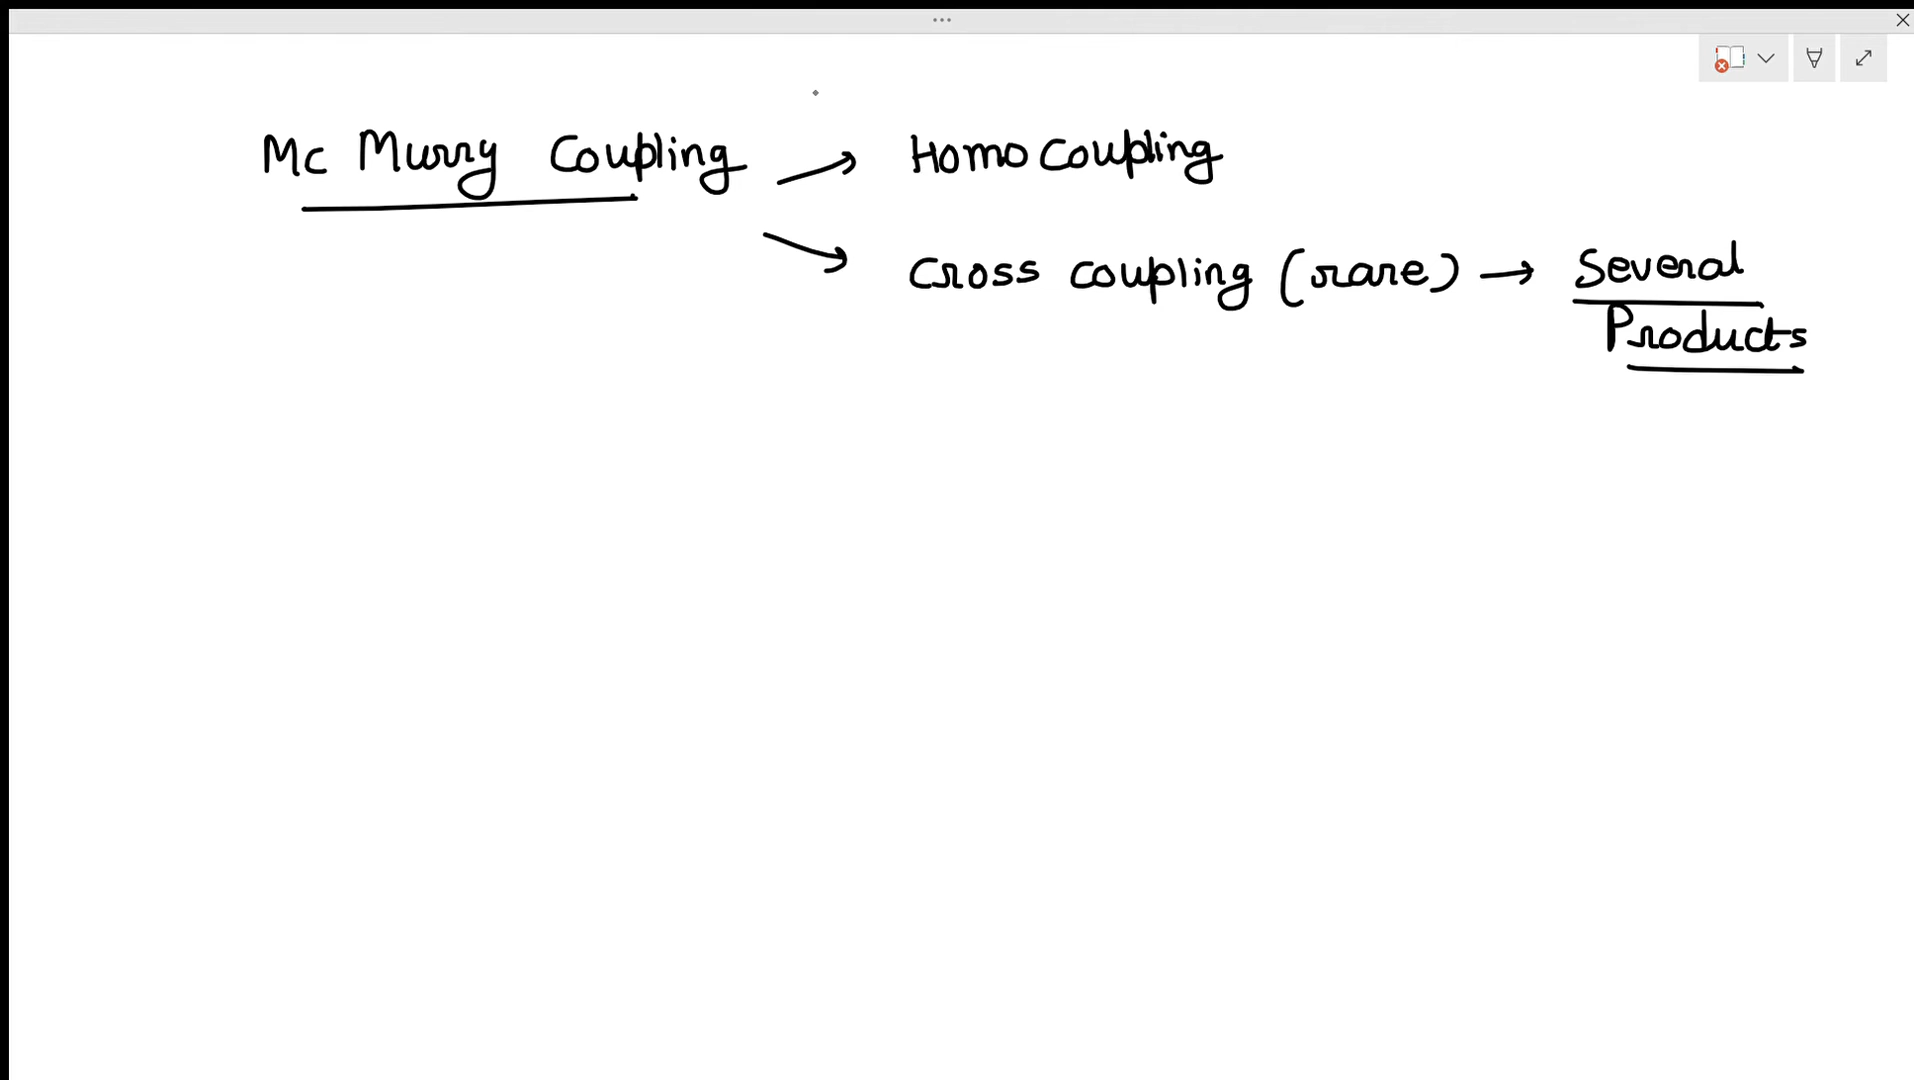 Mc Murry Coupling → Homo Coupling
→ Cross coupling (rare) → Several
Products